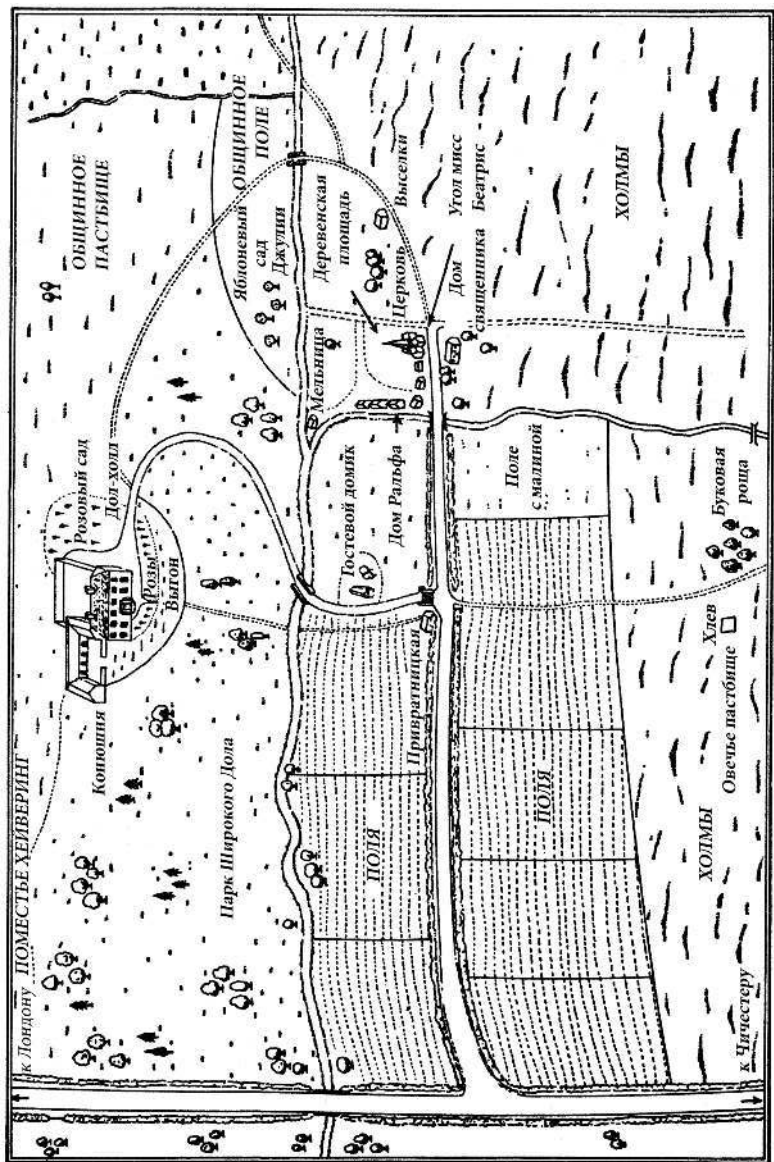 к Лондону
ПОМЕСТЬЕ ХЕЙВЕРИНГ
Конюшня
Розовый сад
Дол-холл
Розы
Выгон
ОБЩИННОЕ
ПАСТБИЩЕ
Парк Широкого Дола
ОБЩИННОЕ
ПОЛЕ
Яблоневый
сад
Джулии
Мельница
Деревенская
площадь
Церковь
Выселки
Гостевой домик
Дом Ральфа
Привратницкая
ПОЛЯ
Угол мисс
Беатрис
Дом
священника
Поле
с малиной
ПОЛЯ
ХОЛМЫ
Буковая
роща
Хлев
Овечье пастбище
ХОЛМЫ
к Чичестеру